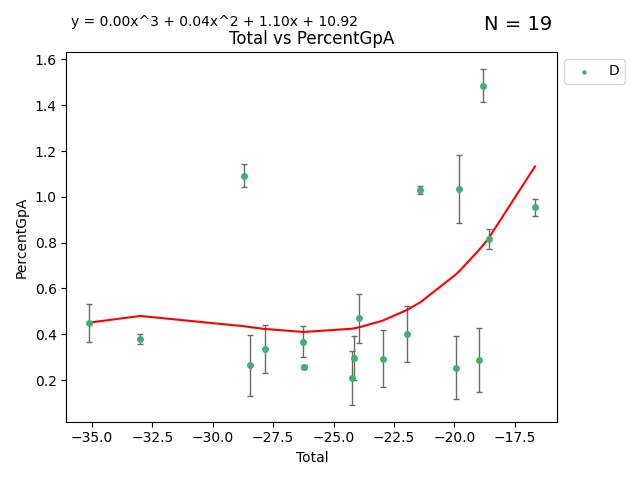 y = 0.00x^3 + 0.04x^2 + 1.10x + 10.92
N = 19
Total vs PercentGpA
D
1.6
1.4
1.2
1.0
0.8
0.6
0.4
0.2
PercentGpA
−35.0 −32.5 −30.0 −27.5 −25.0 −22.5 −20.0 −17.5
Total